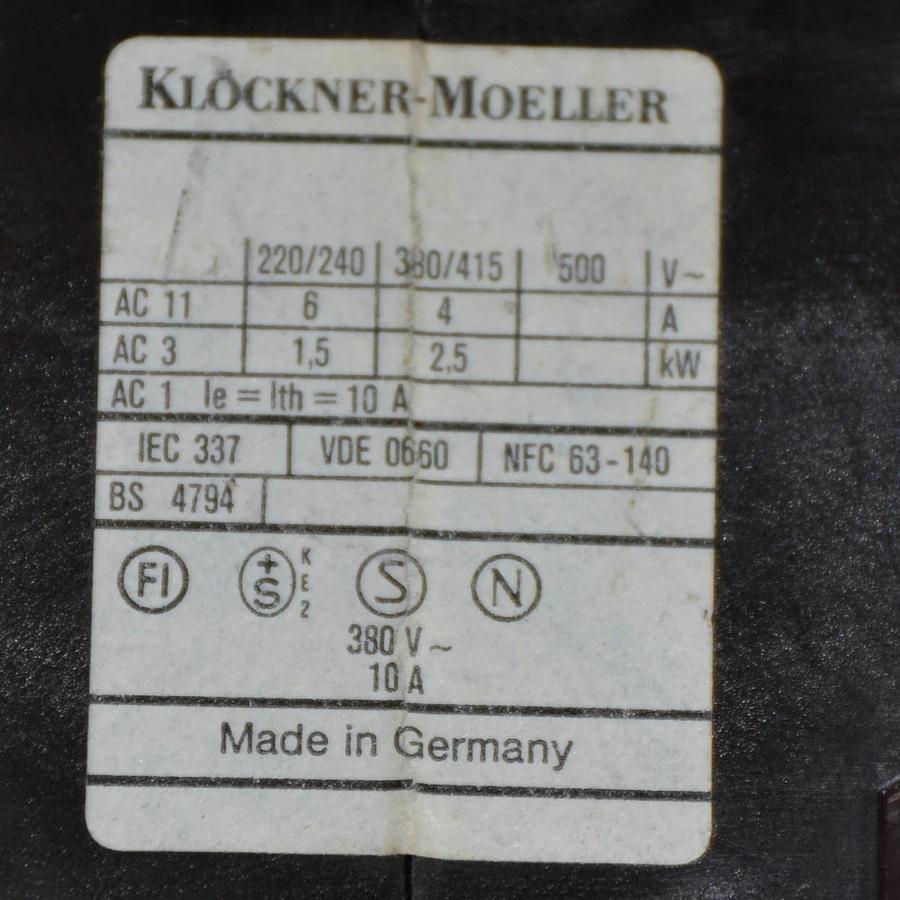 KLÖCKNER-MOELLER
220/240 380/415 500 V~
AC 11 6 4 A
AC 3 1,5 2,5 kW
AC 1 Ie = Ith = 10 A
IEC 337 VDE 0660 NFC 63-140
BS 4794
FI +S KE2 S N
380 V~
10 A
Made in Germany